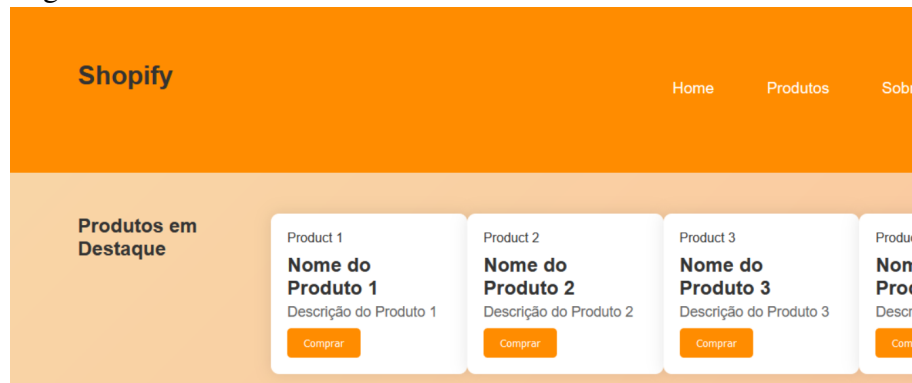 Shopify
Home Produtos
Produtos em
Destaque
Product 1
Nome do
Produto 1
Descrição do Produto 1
Comprar
Product 2
Nome do
Produto 2
Descrição do Produto 2
Comprar
Product 3
Nome do
Produto 3
Descrição do Produto 3
Comprar